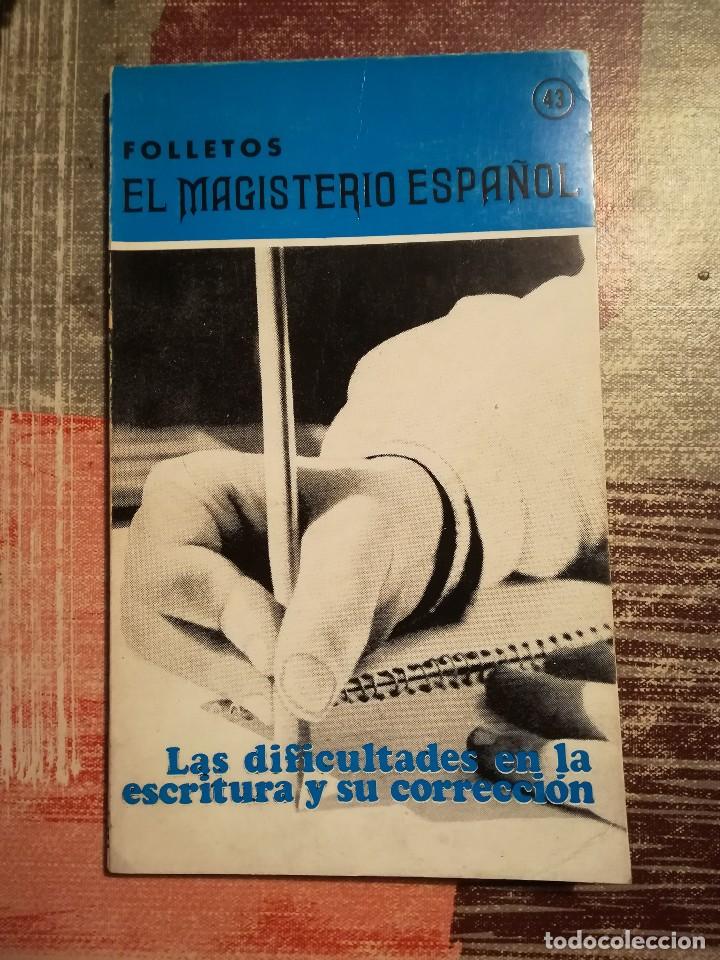 43
FOLLETOS
EL MAGISTERIO ESPAÑOL
Las dificultades en la
escritura y su corrección
todocoleccion